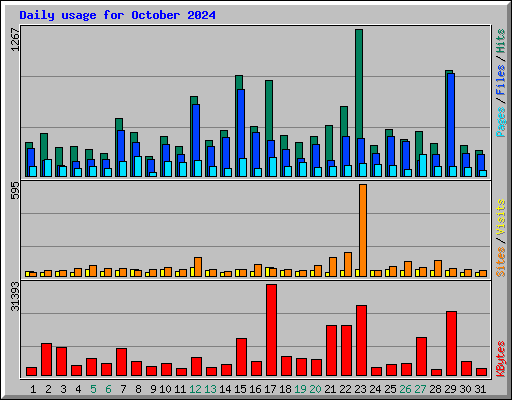 Daily usage for October 2024
1267
Pages / Files / Hits
595
Sites / Visits
31393
KBytes
1 2 3 4 5 6 7 8 9 10 11 12 13 14 15 16 17 18 19 20 21 22 23 24 25 26 27 28 29 30 31